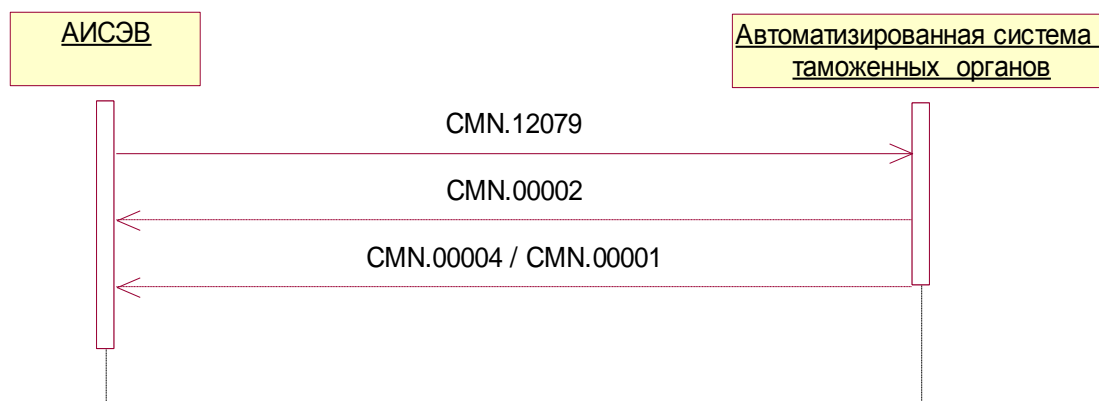 АИСЭВ
Автоматизированная система
таможенных органов
CMN.12079
CMN.00002
CMN.00004 / CMN.00001